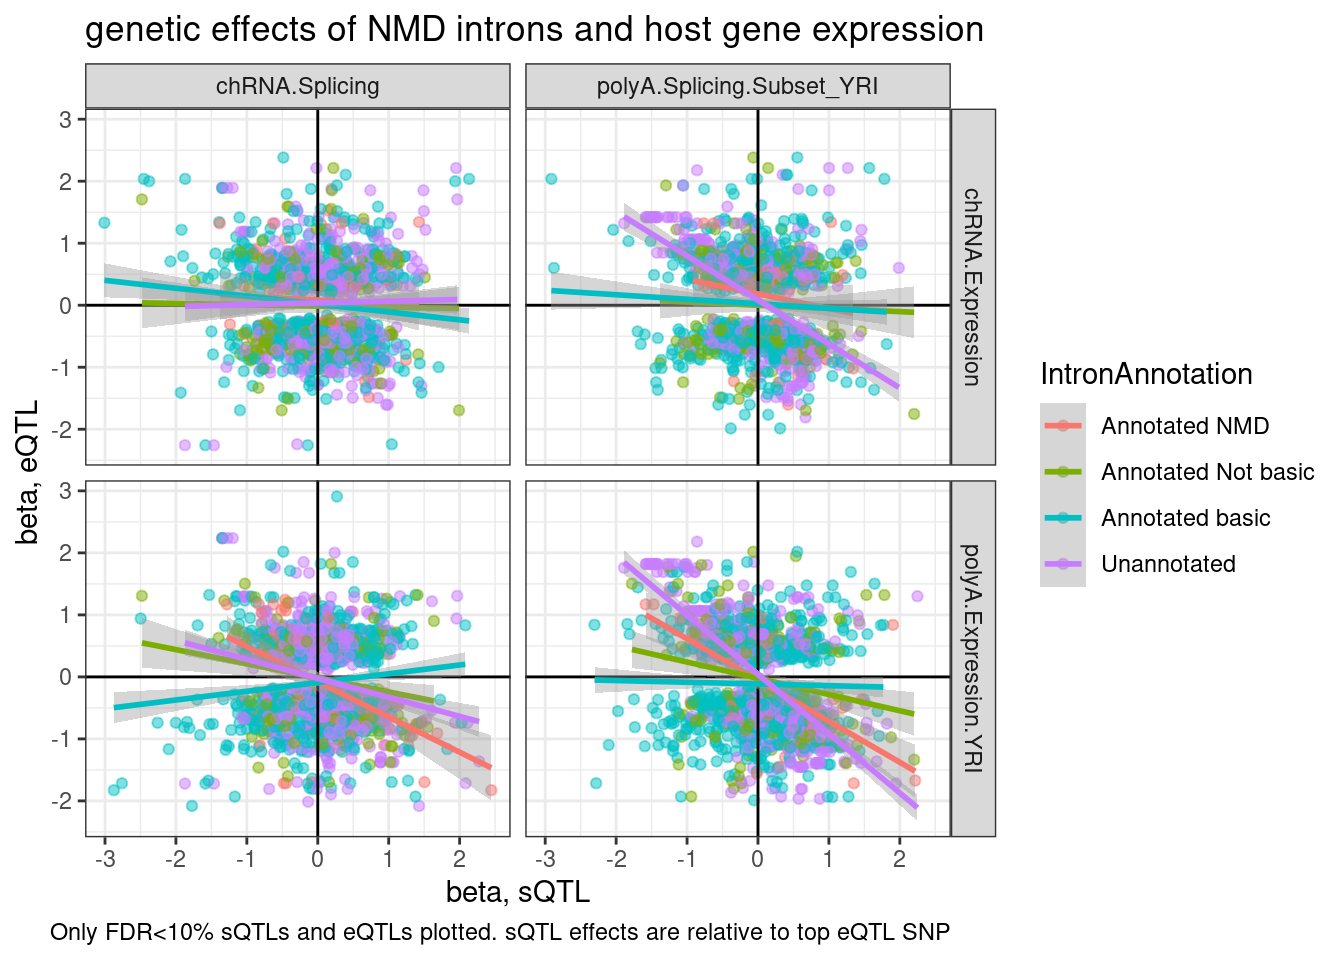 genetic effects of NMD introns and host gene expression
chRNA.Splicing
polyA.Splicing.Subset_YRI
3
2
1
0
-1
-2
chRNA.Expression
3
2
1
0
-1
-2
polyA.Expression.YRI
beta, eQTL
-3 -2 -1 0 1 2
-3 -2 -1 0 1 2
beta, sQTL
Only FDR<10% sQTLs and eQTLs plotted. sQTL effects are relative to top eQTL SNP
IntronAnnotation
Annotated NMD
Annotated Not basic
Annotated basic
Unannotated